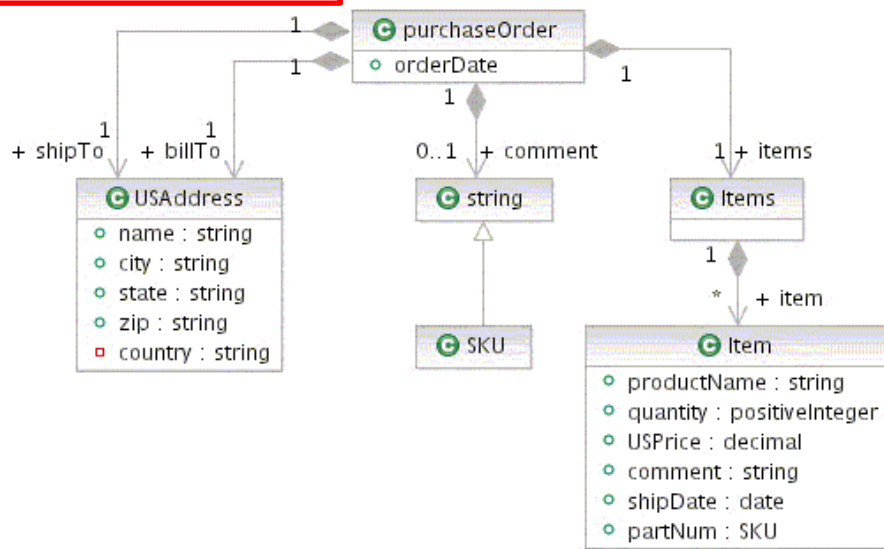 C purchaseOrder
orderDate
1
1
1
1
1
+ shipTo
1
+ billTo
0..1
+ comment
1
+ items
C USAddress
name : string
city : string
state : string
zip : string
country : string
C string
C Items
1
*
+ item
C SKU
C Item
productName : string
quantity : positiveInteger
USPrice : decimal
comment : string
shipDate : date
partNum : SKU